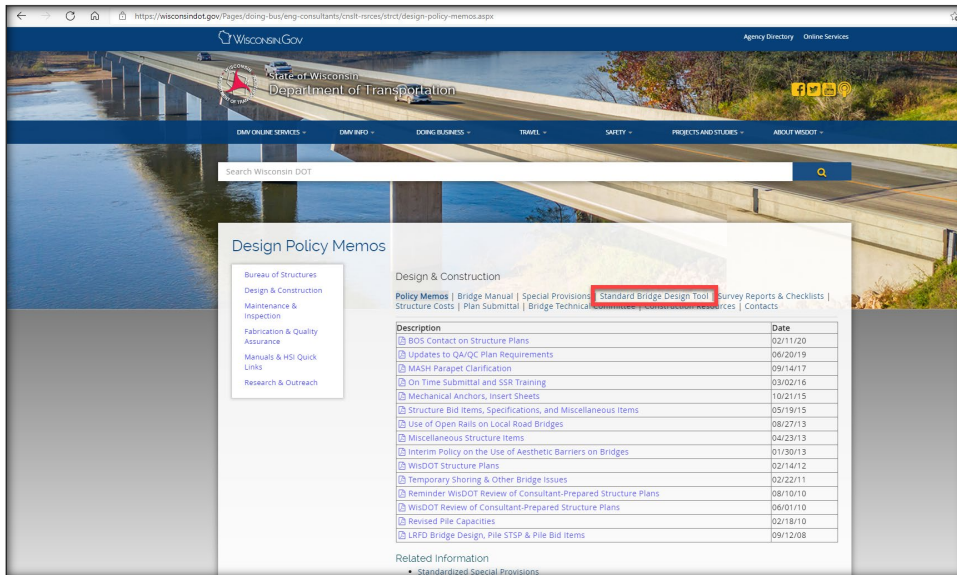 https://wisconsindot.gov/Pages/doing-bus/eng-consultants/cnslt-rsrces/strct/design-policy-memos.aspx
WISCONSIN.GOV
Agency Directory Online Services
State of Wisconsin
Department of Transportation
DMV ONLINE SERVICES DMV INFO DOING BUSINESS TRAVEL SAFETY PROJECTS AND STUDIES ABOUT WISDOT
Search Wisconsin DOT
Design Policy Memos
Bureau of Structures
Design & Construction
Maintenance &
Inspection
Fabrication & Quality
Assurance
Manuals & HSI Quick
Links
Research & Outreach
Design & Construction
Policy Memos | Bridge Manual | Special Provisions | Standard Bridge Design Tool | Survey Reports & Checklists |
Structure Costs | Plan Submittal | Bridge Technical Committee | Construction Resources | Contacts
Description Date
BOS Contact on Structure Plans 02/11/20
Updates to QA/QC Plan Requirements 06/20/19
MASH Parapet Clarification 09/14/17
On Time Submittal and SSR Training 03/02/16
Mechanical Anchors, Insert Sheets 10/21/15
Structure Bid Items, Specifications, and Miscellaneous Items 05/19/15
Use of Open Rails on Local Road Bridges 08/27/13
Miscellaneous Structure Items 04/23/13
Interim Policy on the Use of Aesthetic Barriers on Bridges 01/30/13
WisDOT Structure Plans 02/14/12
Temporary Shoring & Other Bridge Issues 02/22/11
Reminder WisDOT Review of Consultant-Prepared Structure Plans 08/10/10
WisDOT Review of Consultant-Prepared Structure Plans 06/01/10
Revised Pile Capacities 02/18/10
LRFD Bridge Design, Pile STSP & Pile Bid Items 09/12/08
Related Information
• Standardized Special Provisions